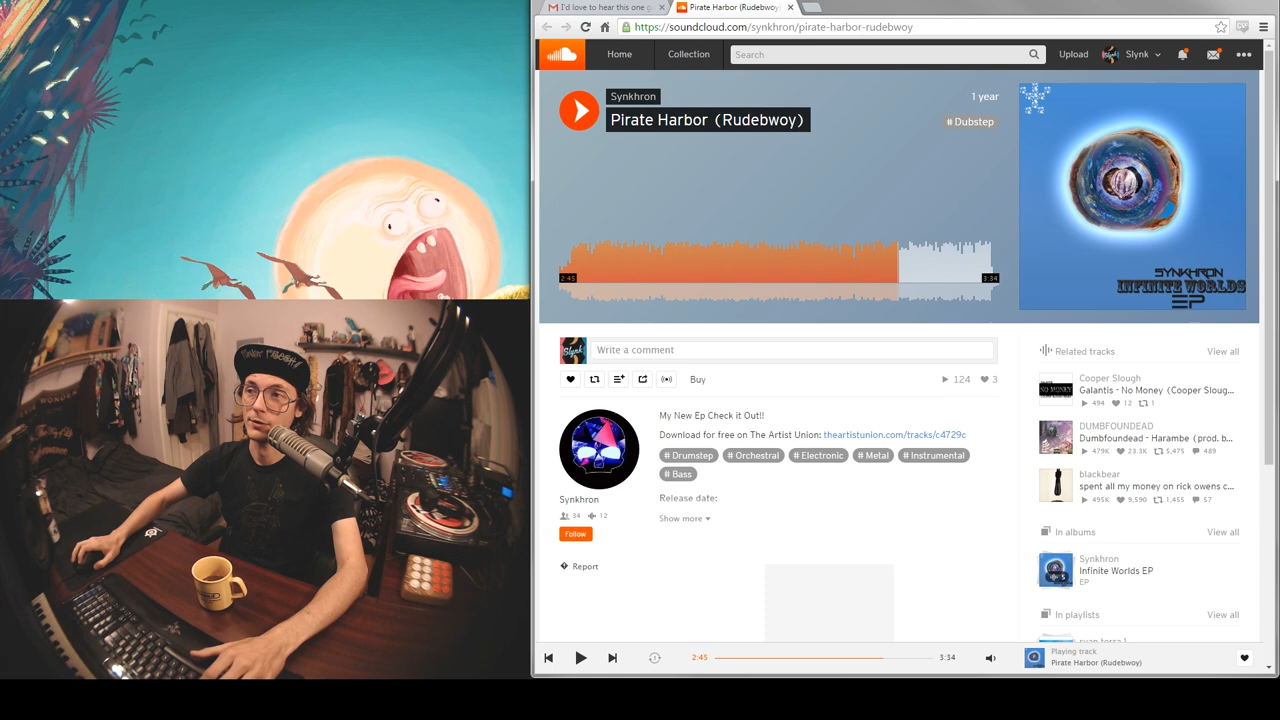 I'd love to hear this one g
Pirate Harbor (Rudebwoy)
https://soundcloud.com/synkhron/pirate-harbor-rudebwoy
Home
Collection
Search
Upload
Slynk
Synkhron
1 year
Pirate Harbor (Rudebwoy)
# Dubstep
2:45
3:34
SYNKHRON
INFINITE WORLDS
EP
Slynk
Write a comment
Buy
124
3
My New Ep Check it Out!!
Download for free on The Artist Union: theartistunion.com/tracks/c4729c
# Drumstep
# Orchestral
# Electronic
# Metal
# Instrumental
# Bass
Synkhron
34
12
Release date:
Show more
Follow
Report
Related tracks
View all
Cooper Slough
Galantis - No Money (Cooper Sloug...
494
12
1
NO MONEY
DUMBFOUNDEAD
Dumbfoundead - Harambe (prod. b...
479K
23.3K
5,475
489
blackbear
spent all my money on rick owens c...
495K
9,590
1,455
57
In albums
View all
Synkhron
Infinite Worlds EP
EP
In playlists
View all
2:45
3:34
Playing track
Pirate Harbor (Rudebwoy)